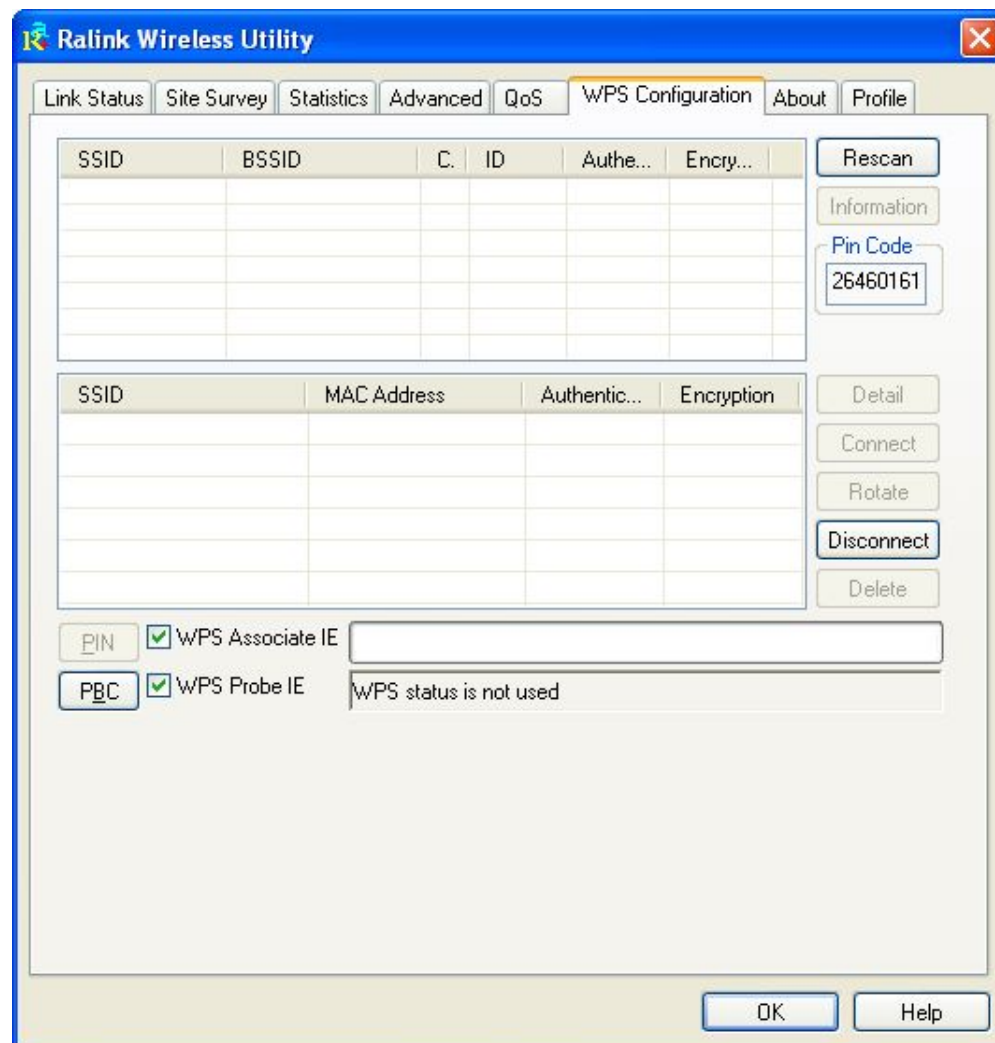 Ralink Wireless Utility
Link Status Site Survey Statistics Advanced QoS WPS Configuration About Profile
SSID BSSID C. ID Authe... Encry...
Rescan
Information
Pin Code
26460161
SSID MAC Address Authentic... Encryption
Detail
Connect
Rotate
Disconnect
Delete
PIN WPS Associate IE
PBC WPS Probe IE WPS status is not used
OK Help